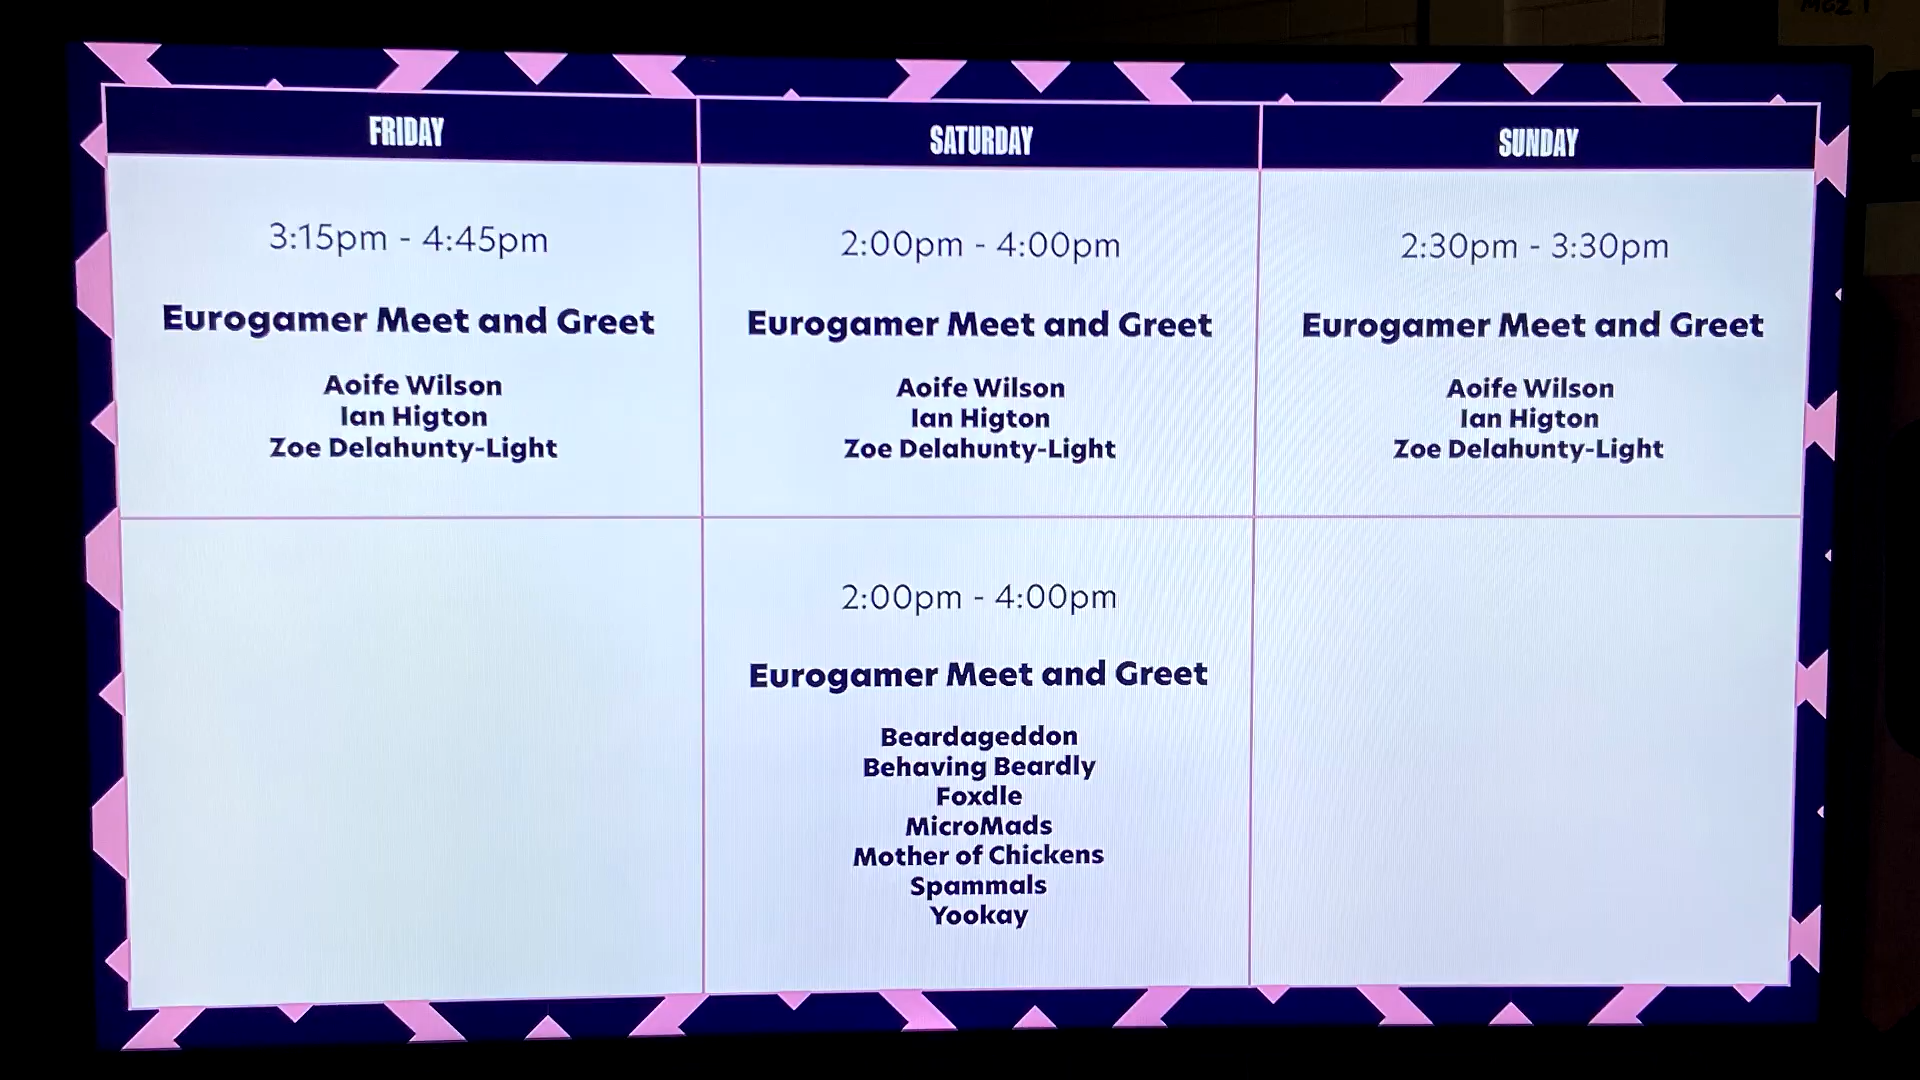 FRIDAY
SATURDAY
SUNDAY
3:15pm - 4:45pm
Eurogamer Meet and Greet
Aoife Wilson
Ian Higton
Zoe Delahunty-Light
2:00pm - 4:00pm
Eurogamer Meet and Greet
Aoife Wilson
Ian Higton
Zoe Delahunty-Light
2:30pm - 3:30pm
Eurogamer Meet and Greet
Aoife Wilson
Ian Higton
Zoe Delahunty-Light
2:00pm - 4:00pm
Eurogamer Meet and Greet
Beardageddon
Behaving Beardly
Foxdle
MicroMads
Mother of Chickens
Spammals
Yookay